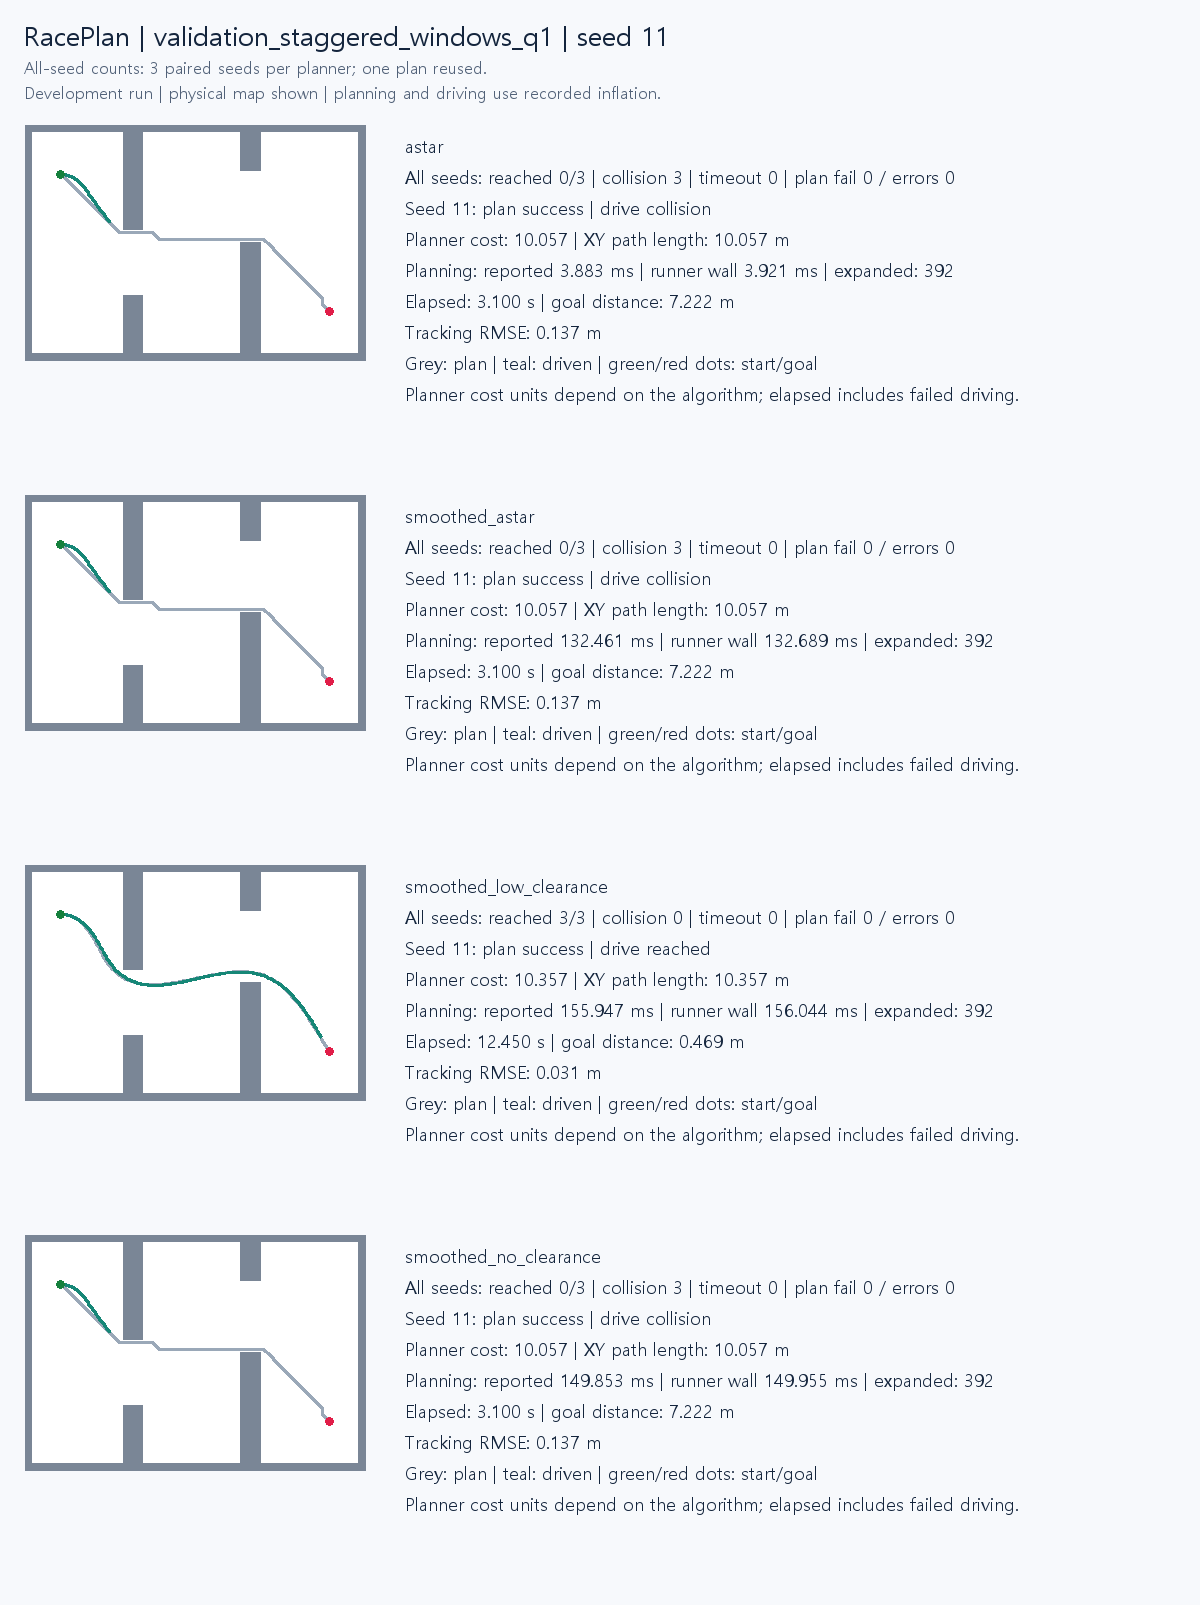 RacePlan | validation_staggered_windows_q1 | seed 11
All-seed counts: 3 paired seeds per planner; one plan reused.
Development run | physical map shown | planning and driving use recorded inflation.
astar
All seeds: reached 0/3 | collision 3 | timeout 0 | plan fail 0 / errors 0
Seed 11: plan success | drive collision
Planner cost: 10.057 | XY path length: 10.057 m
Planning: reported 3.883 ms | runner wall 3.921 ms | expanded: 392
Elapsed: 3.100 s | goal distance: 7.222 m
Tracking RMSE: 0.137 m
Grey: plan | teal: driven | green/red dots: start/goal
Planner cost units depend on the algorithm; elapsed includes failed driving.
smoothed_astar
All seeds: reached 0/3 | collision 3 | timeout 0 | plan fail 0 / errors 0
Seed 11: plan success | drive collision
Planner cost: 10.057 | XY path length: 10.057 m
Planning: reported 132.461 ms | runner wall 132.689 ms | expanded: 392
Elapsed: 3.100 s | goal distance: 7.222 m
Tracking RMSE: 0.137 m
Grey: plan | teal: driven | green/red dots: start/goal
Planner cost units depend on the algorithm; elapsed includes failed driving.
smoothed_low_clearance
All seeds: reached 3/3 | collision 0 | timeout 0 | plan fail 0 / errors 0
Seed 11: plan success | drive reached
Planner cost: 10.357 | XY path length: 10.357 m
Planning: reported 155.947 ms | runner wall 156.044 ms | expanded: 392
Elapsed: 12.450 s | goal distance: 0.469 m
Tracking RMSE: 0.031 m
Grey: plan | teal: driven | green/red dots: start/goal
Planner cost units depend on the algorithm; elapsed includes failed driving.
smoothed_no_clearance
All seeds: reached 0/3 | collision 3 | timeout 0 | plan fail 0 / errors 0
Seed 11: plan success | drive collision
Planner cost: 10.057 | XY path length: 10.057 m
Planning: reported 149.853 ms | runner wall 149.955 ms | expanded: 392
Elapsed: 3.100 s | goal distance: 7.222 m
Tracking RMSE: 0.137 m
Grey: plan | teal: driven | green/red dots: start/goal
Planner cost units depend on the algorithm; elapsed includes failed driving.